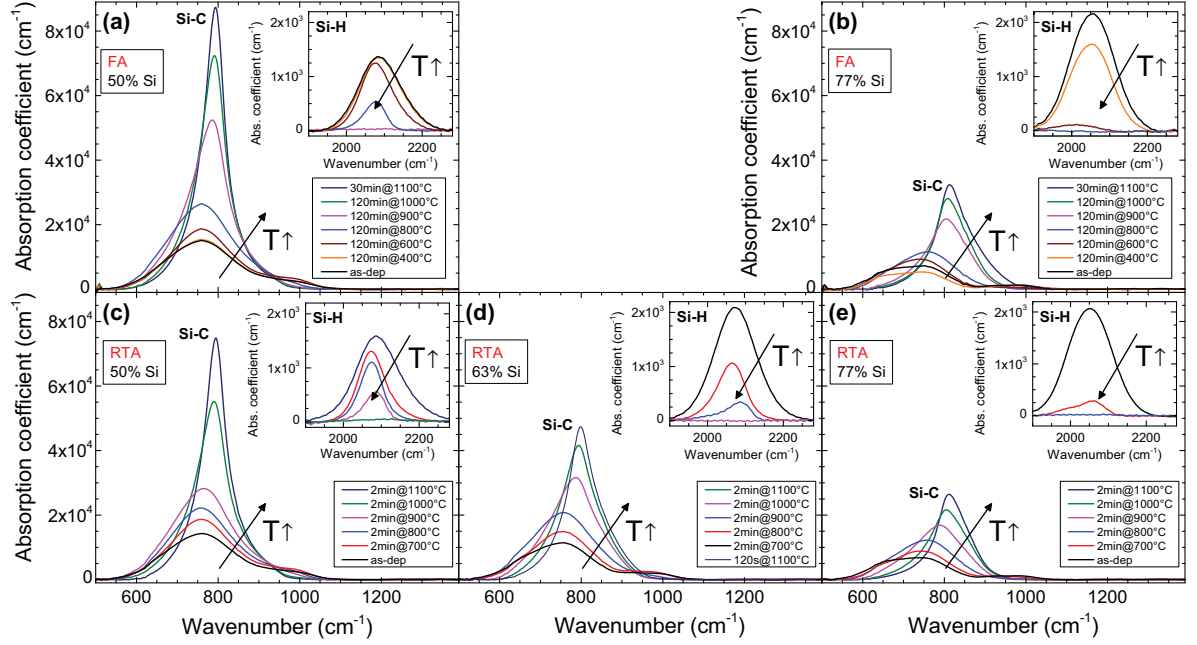 (a)
Si-C
FA
50% Si
Absorption coefficient (cm⁻¹)
8x10⁴
6x10⁴
4x10⁴
2x10⁴
0
Si-H
Abs. coefficient (cm⁻¹)
2x10³
1x10³
0
T↑
2000 2200
Wavenumber (cm⁻¹)
30min@1100°C
120min@1000°C
120min@900°C
120min@800°C
120min@600°C
120min@400°C
as-dep
T↑
(b)
Si-C
FA
77% Si
Absorption coefficient (cm⁻¹)
8x10⁴
6x10⁴
4x10⁴
2x10⁴
0
Si-H
Abs. coefficient (cm⁻¹)
2x10³
1x10³
0
T↑
2000 2200
Wavenumber (cm⁻¹)
30min@1100°C
120min@1000°C
120min@900°C
120min@800°C
120min@600°C
120min@400°C
as-dep
T↑
(c)
Si-C
RTA
50% Si
Absorption coefficient (cm⁻¹)
8x10⁴
6x10⁴
4x10⁴
2x10⁴
0
Si-H
Abs. coefficient (cm⁻¹)
2x10³
1x10³
0
T↑
2000 2200
Wavenumber (cm⁻¹)
2min@1100°C
2min@1000°C
2min@900°C
2min@800°C
2min@700°C
as-dep
T↑
600 800 1000 1200
Wavenumber (cm⁻¹)
(d)
Si-C
RTA
63% Si
Si-H
Abs. coefficient (cm⁻¹)
2x10³
1x10³
0
T↑
2000 2200
Wavenumber (cm⁻¹)
2min@1100°C
2min@1000°C
2min@900°C
2min@800°C
2min@700°C
120s@1100°C
T↑
600 800 1000 1200
Wavenumber (cm⁻¹)
(e)
Si-C
RTA
77% Si
Si-H
Abs. coefficient (cm⁻¹)
2x10³
1x10³
0
T↑
2000 2200
Wavenumber (cm⁻¹)
2min@1100°C
2min@1000°C
2min@900°C
2min@800°C
2min@700°C
as-dep
T↑
600 800 1000 1200
Wavenumber (cm⁻¹)